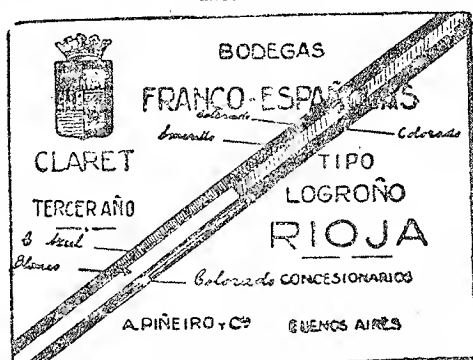 BODEGAS
FRANCO-ESPAÑOLAS
Colorado
Amarillo
Colorado
CLARET
TIPO
LOGROÑO
TERCER AÑO
RIOJA
Azul
Blanco
Colorado
CONCESIONARIOS
A. PIÑEIRO Y Cª
BUENOS AIRES